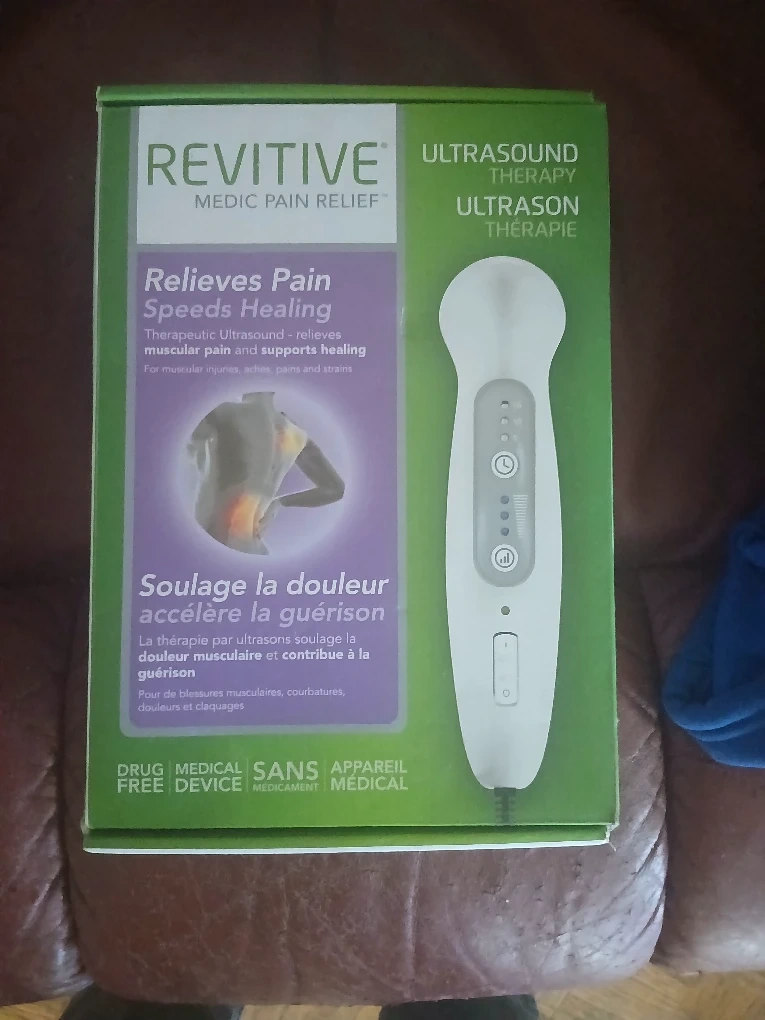 REVITIVE®
MEDIC PAIN RELIEF™
ULTRASOUND
THERAPY
ULTRASON
THÉRAPIE
Relieves Pain
Speeds Healing
Therapeutic Ultrasound - relieves
muscular pain and supports healing
For muscular injuries, aches, pains and strains
Soulage la douleur
accélère la guérison
La thérapie par ultrasons soulage la
douleur musculaire et contribue à la
guérison
Pour de blessures musculaires, courbatures,
douleurs et claquages
DRUG
FREE
MEDICAL
DEVICE
SANS
MÉDICAMENT
APPAREIL
MÉDICAL